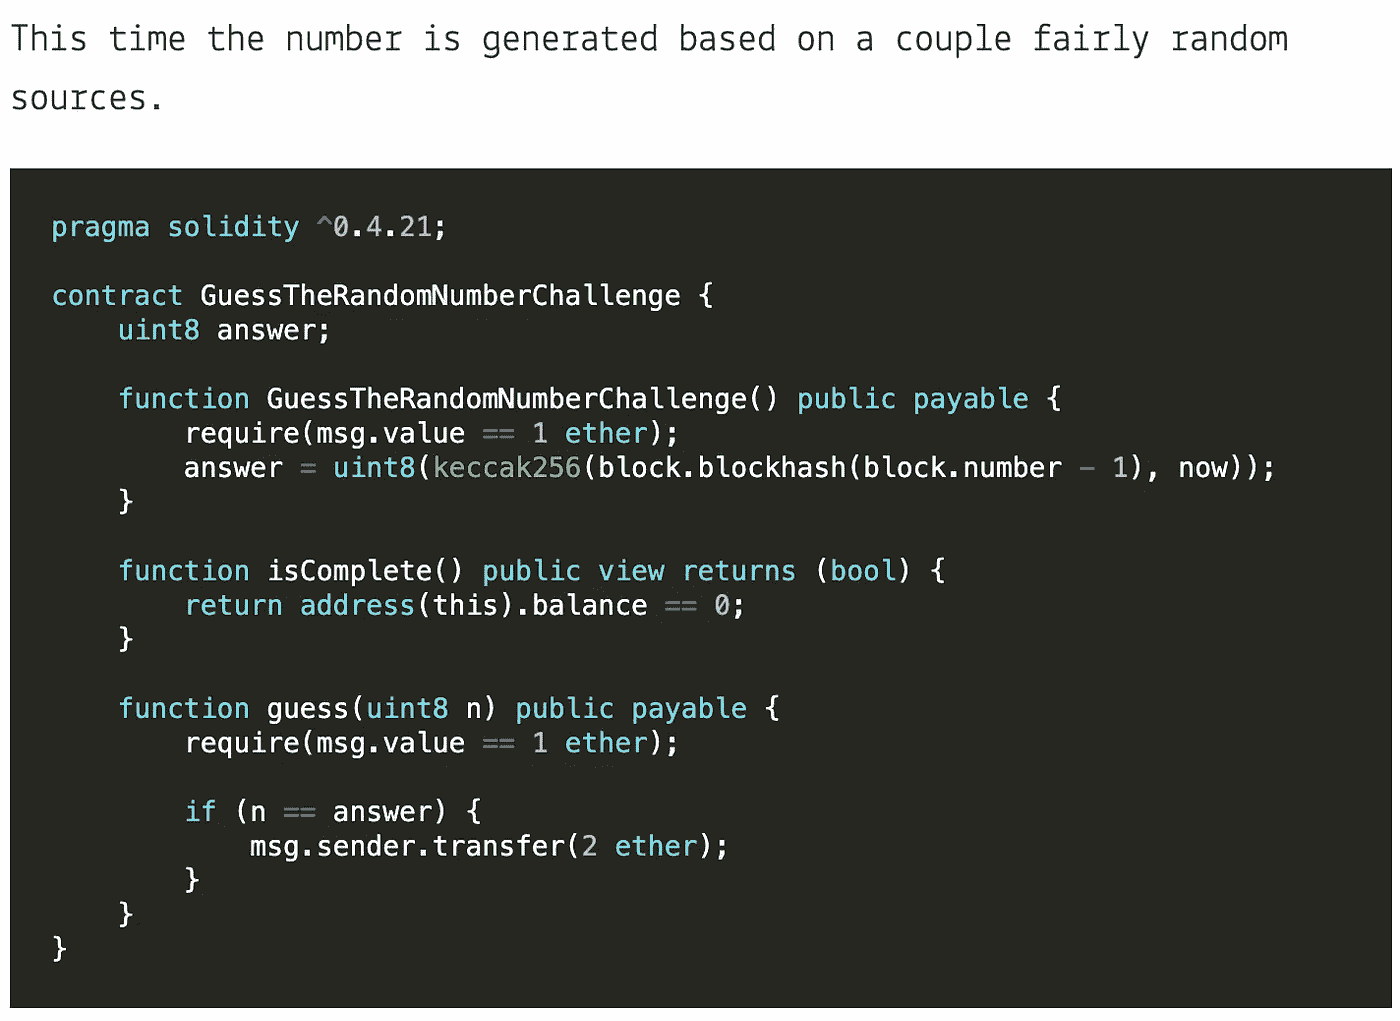 This time the number is generated based on a couple fairly random
sources.
pragma solidity ^0.4.21;
contract GuessTheRandomNumberChallenge {
    uint8 answer;
    function GuessTheRandomNumberChallenge() public payable {
        require(msg.value == 1 ether);
        answer = uint8(keccak256(block.blockhash(block.number - 1), now));
    }
    function isComplete() public view returns (bool) {
        return address(this).balance == 0;
    }
    function guess(uint8 n) public payable {
        require(msg.value == 1 ether);
        if (n == answer) {
            msg.sender.transfer(2 ether);
        }
    }
}